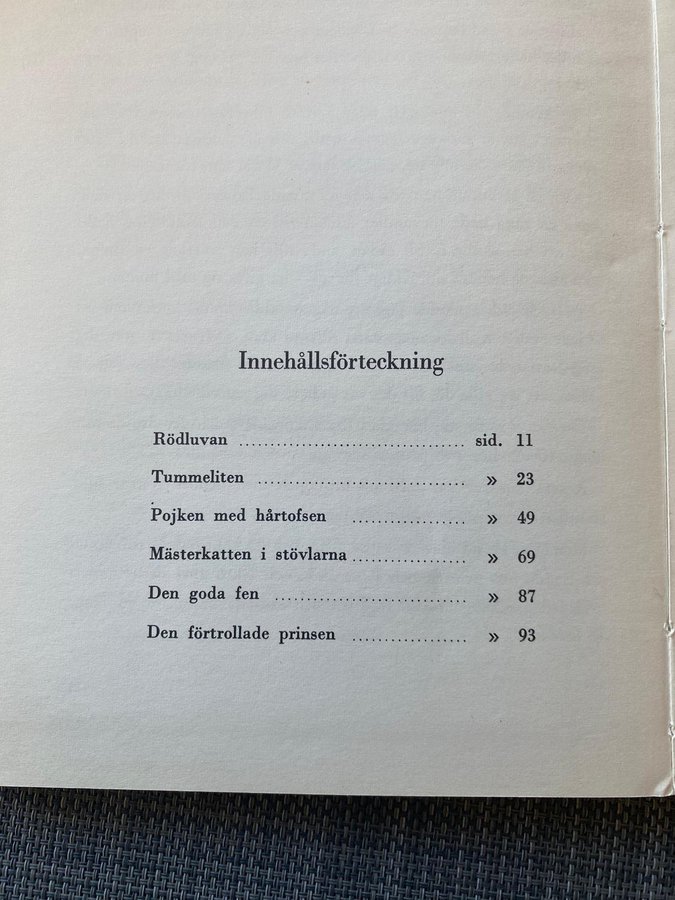 Innehållsförteckning
Rödluvan ........................................ sid. 11
Tummeliten ..................................... » 23
Pojken med hårtofsen .................... » 49
Mästerkatten i stövlarna .................... » 69
Den goda fen .................................. » 87
Den förtrollade prinsen .................... » 93